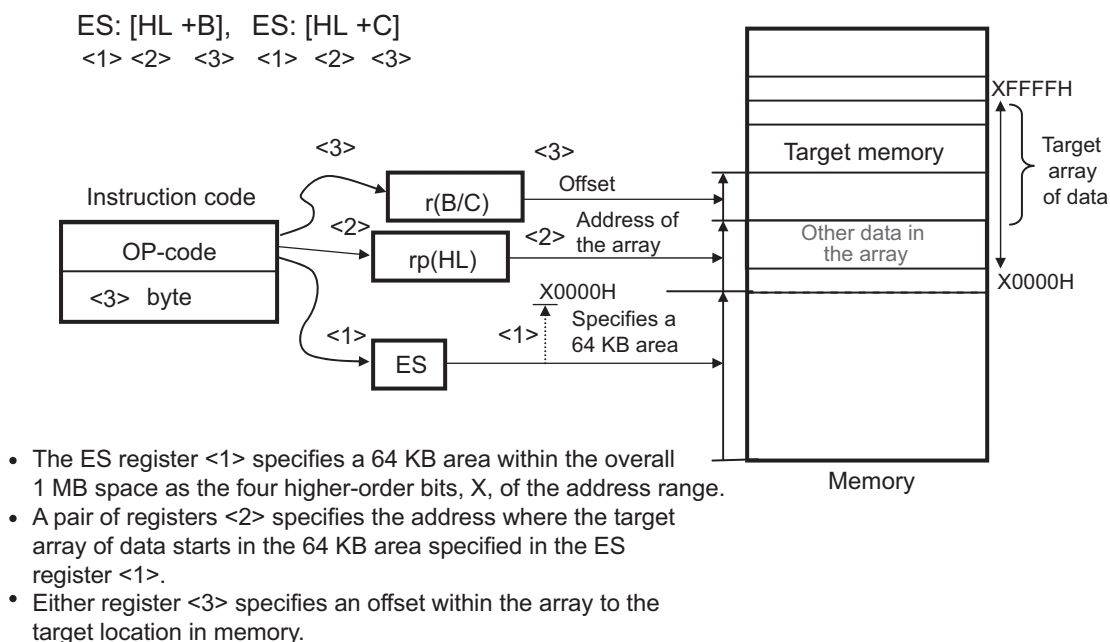 ES: [HL +B], ES: [HL +C]
<1> <2> <3> <1> <2> <3>
XFFFFH
<3>
<3>
Target memory
Target
array
of data
Instruction code
r(B/C)
Offset
OP-code
<2>
rp(HL)
<2>
Address of
the array
Other data in
the array
<3> byte
X0000H
X0000H
<1>
ES
<1>
Specifies a
64 KB area
Memory
• The ES register <1> specifies a 64 KB area within the overall
1 MB space as the four higher-order bits, X, of the address range.
• A pair of registers <2> specifies the address where the target
array of data starts in the 64 KB area specified in the ES
register <1>.
• Either register <3> specifies an offset within the array to the
target location in memory.